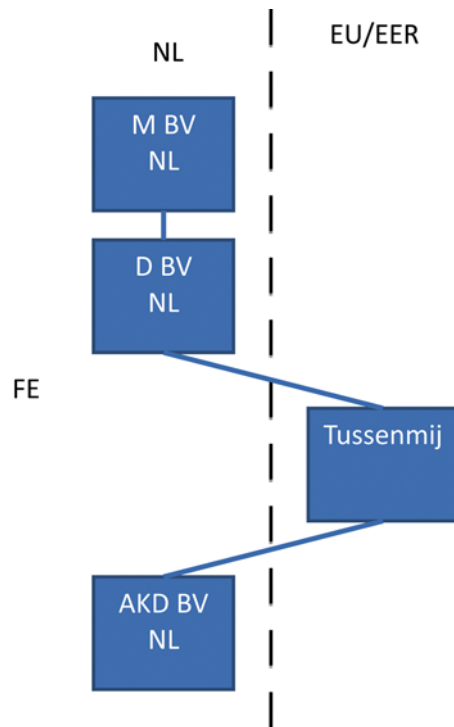 EU/EER
NL
M BV
NL
D BV
NL
FE
Tussenmij
AKD BV
NL